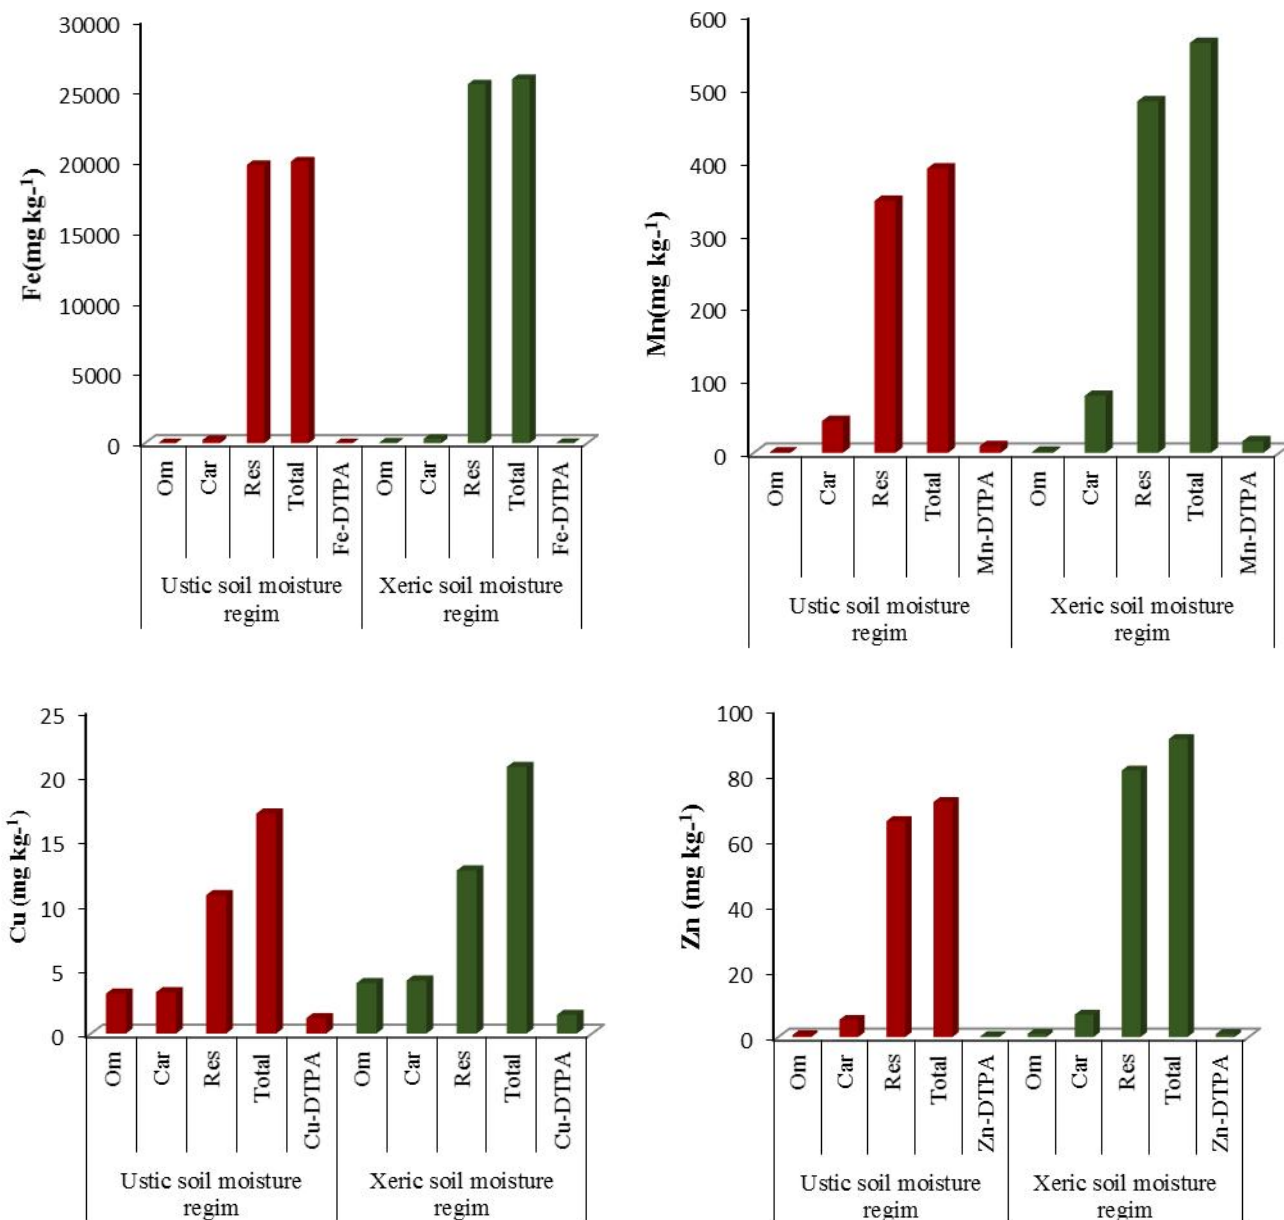 30000
25000
20000
15000
10000
5000
0
Fe(mg kg-1)
Om
Car
Res
Total
Fe-DTPA
Om
Car
Res
Total
Fe-DTPA
Ustic soil moisture
regim
Xeric soil moisture
regim
600
500
400
300
200
100
0
Mn(mg kg-1)
Om
Car
Res
Total
Mn-DTPA
Om
Car
Res
Total
Mn-DTPA
Ustic soil moisture
regim
Xeric soil moisture
regim
25
20
15
10
5
0
Cu (mg kg-1)
Om
Car
Res
Total
Cu-DTPA
Om
Car
Res
Total
Cu-DTPA
Ustic soil moisture
regim
Xeric soil moisture
regim
100
80
60
40
20
0
Zn (mg kg-1)
Om
Car
Res
Total
Zn-DTPA
Om
Car
Res
Total
Zn-DTPA
Ustic soil moisture
regim
Xeric soil moisture
regim